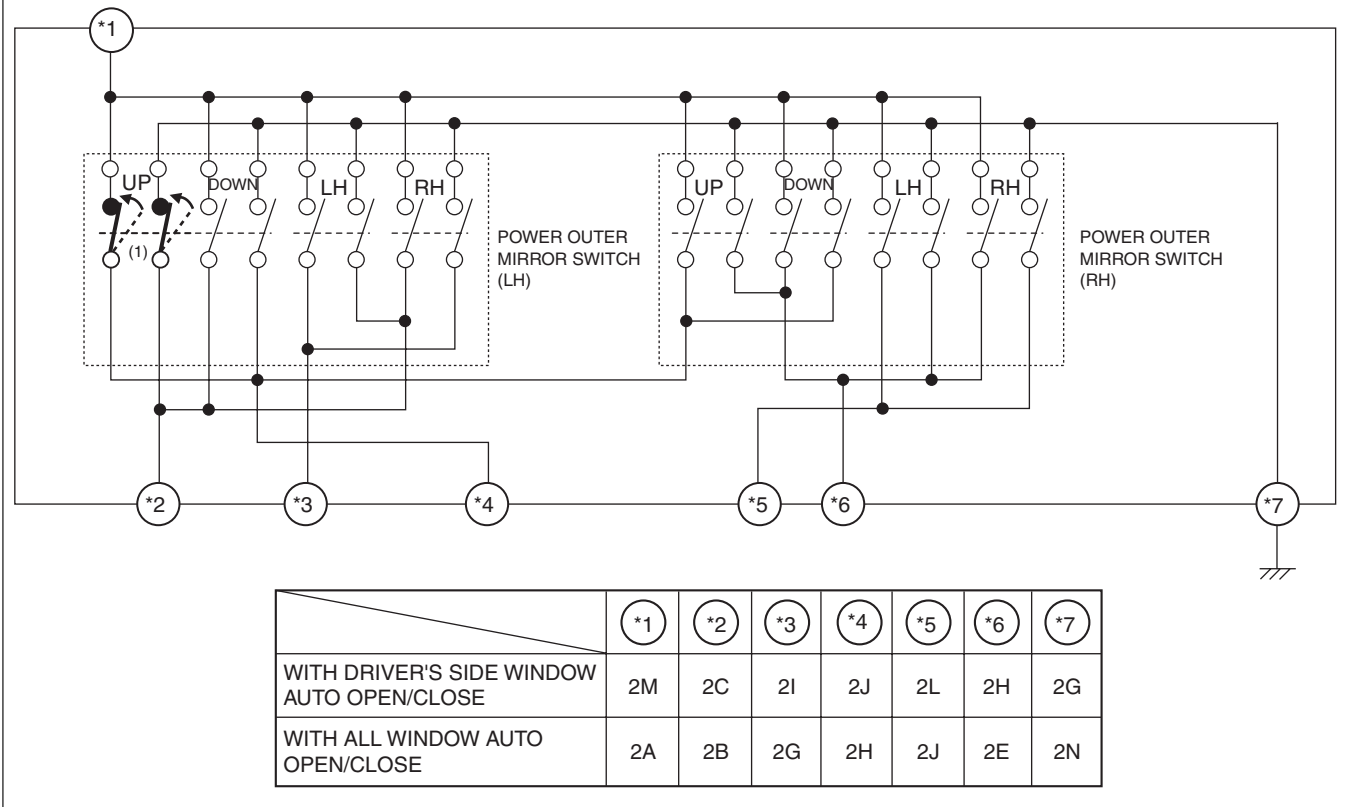 *1
UP DOWN LH RH
UP DOWN LH RH
(1)
POWER OUTER
MIRROR SWITCH
(LH)
POWER OUTER
MIRROR SWITCH
(RH)
*2 *3 *4 *5 *6 *7
*1 *2 *3 *4 *5 *6 *7
WITH DRIVER'S SIDE WINDOW
AUTO OPEN/CLOSE
2M 2C 2I 2J 2L 2H 2G
WITH ALL WINDOW AUTO
OPEN/CLOSE
2A 2B 2G 2H 2J 2E 2N